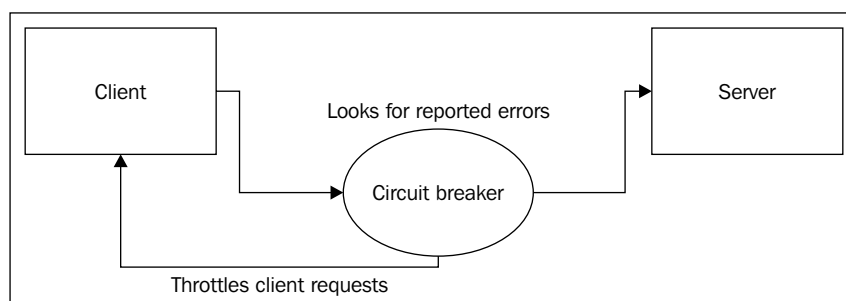 Client
Server
Looks for reported errors
Circuit breaker
Throttles client requests